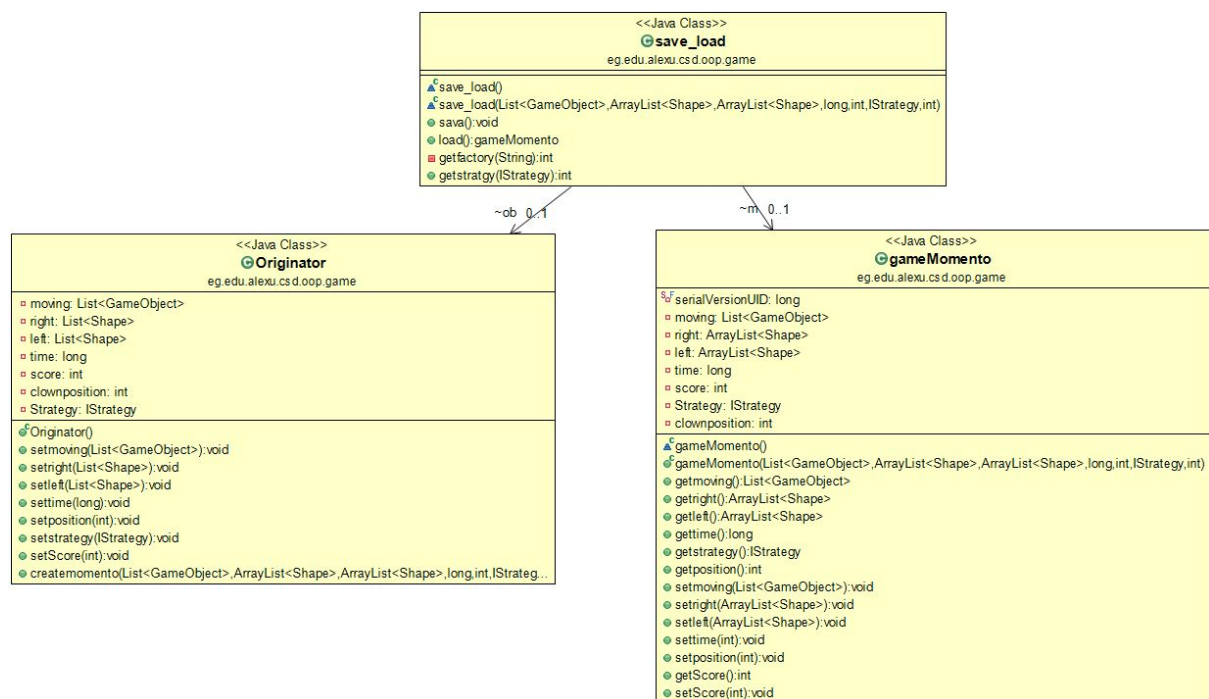 <<Java Class>>
save_load
eg.edu.alexu.csd.oop.game
save_load()
save_load(List<GameObject>,ArrayList<Shape>,ArrayList<Shape>,long,int,IStrategy,int)
sava():void
load():gameMomento
getfactory(String):int
getstratgy(IStrategy):int
~ob 0..1
~m 0..1
<<Java Class>>
Originator
eg.edu.alexu.csd.oop.game
moving: List<GameObject>
right: List<Shape>
left: List<Shape>
time: long
score: int
clownposition: int
Strategy: IStrategy
Originator()
setmoving(List<GameObject>):void
setright(List<Shape>):void
setleft(List<Shape>):void
settime(long):void
setposition(int):void
setstrategy(IStrategy):void
setScore(int):void
createmomento(List<GameObject>,ArrayList<Shape>,ArrayList<Shape>,long,int,IStrateg...
<<Java Class>>
gameMomento
eg.edu.alexu.csd.oop.game
serialVersionUID: long
moving: List<GameObject>
right: ArrayList<Shape>
left: ArrayList<Shape>
time: long
score: int
Strategy: IStrategy
clownposition: int
gameMomento()
gameMomento(List<GameObject>,ArrayList<Shape>,ArrayList<Shape>,long,int,IStrategy,int)
getmoving():List<GameObject>
getright():ArrayList<Shape>
getleft():ArrayList<Shape>
gettime():long
getstrategy():IStrategy
getposition():int
setmoving(List<GameObject>):void
setright(ArrayList<Shape>):void
setleft(ArrayList<Shape>):void
settime(int):void
setposition(int):void
getScore():int
setScore(int):void